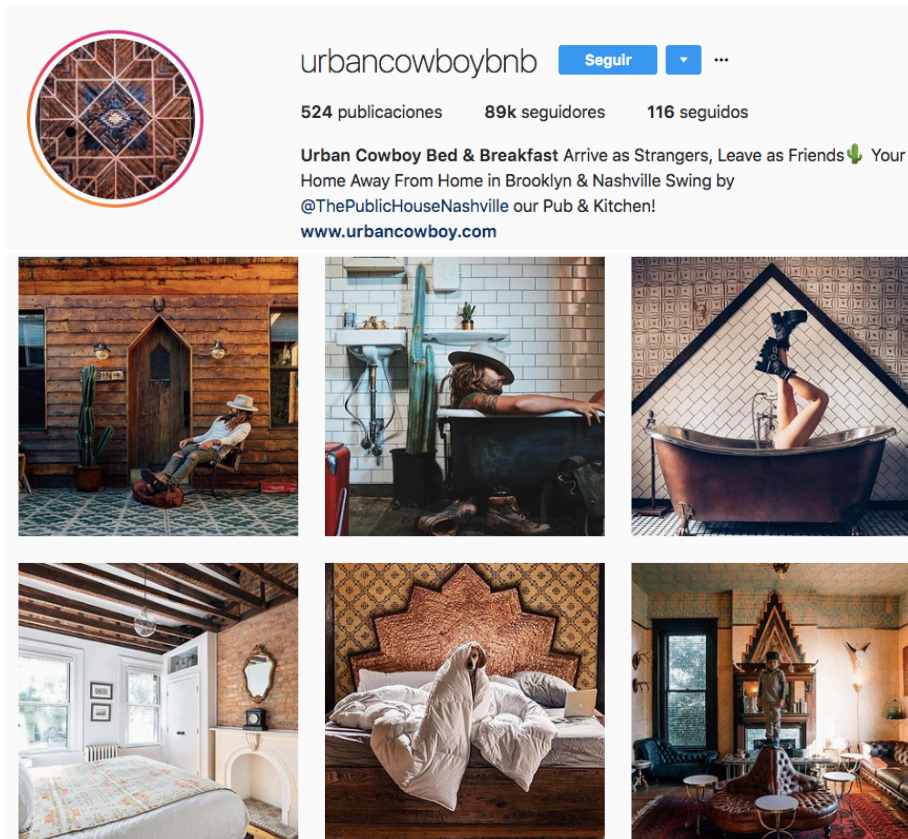 urbancowboybnb Seguir
524 publicaciones 89k seguidores 116 seguidos
Urban Cowboy Bed & Breakfast Arrive as Strangers, Leave as Friends🌵 Your
Home Away From Home in Brooklyn & Nashville Swing by
@ThePublicHouseNashville our Pub & Kitchen!
www.urbancowboy.com